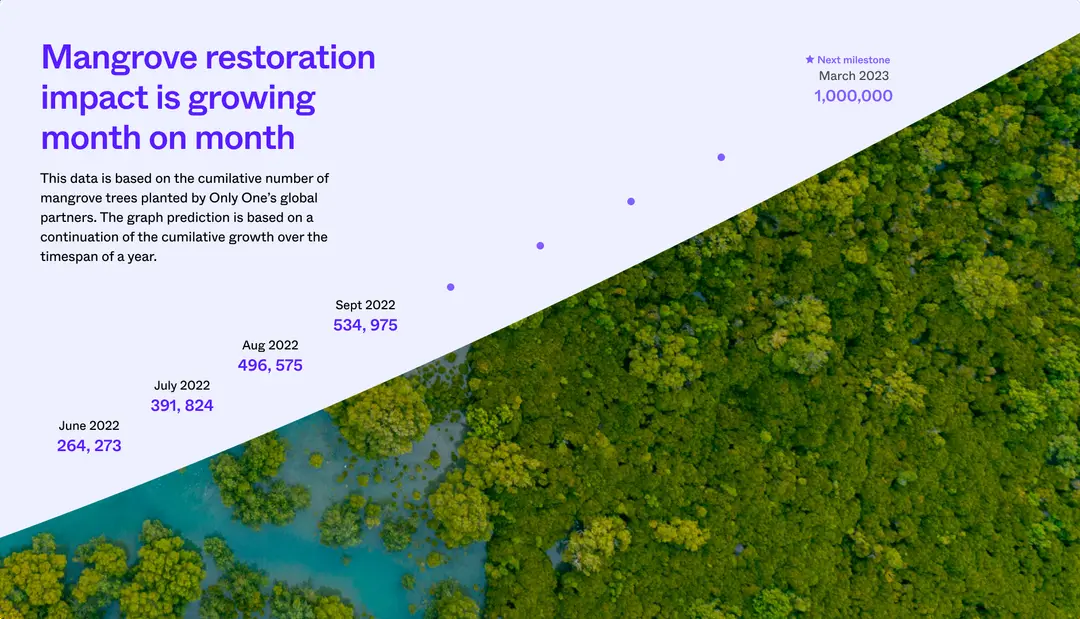 Mangrove restoration
impact is growing
month on month
This data is based on the cumilative number of
mangrove trees planted by Only One's global
partners. The graph prediction is based on a
continuation of the cumilative growth over the
timespan of a year.
Next milestone
March 2023
1,000,000
Sept 2022
534, 975
Aug 2022
496, 575
July 2022
391, 824
June 2022
264, 273